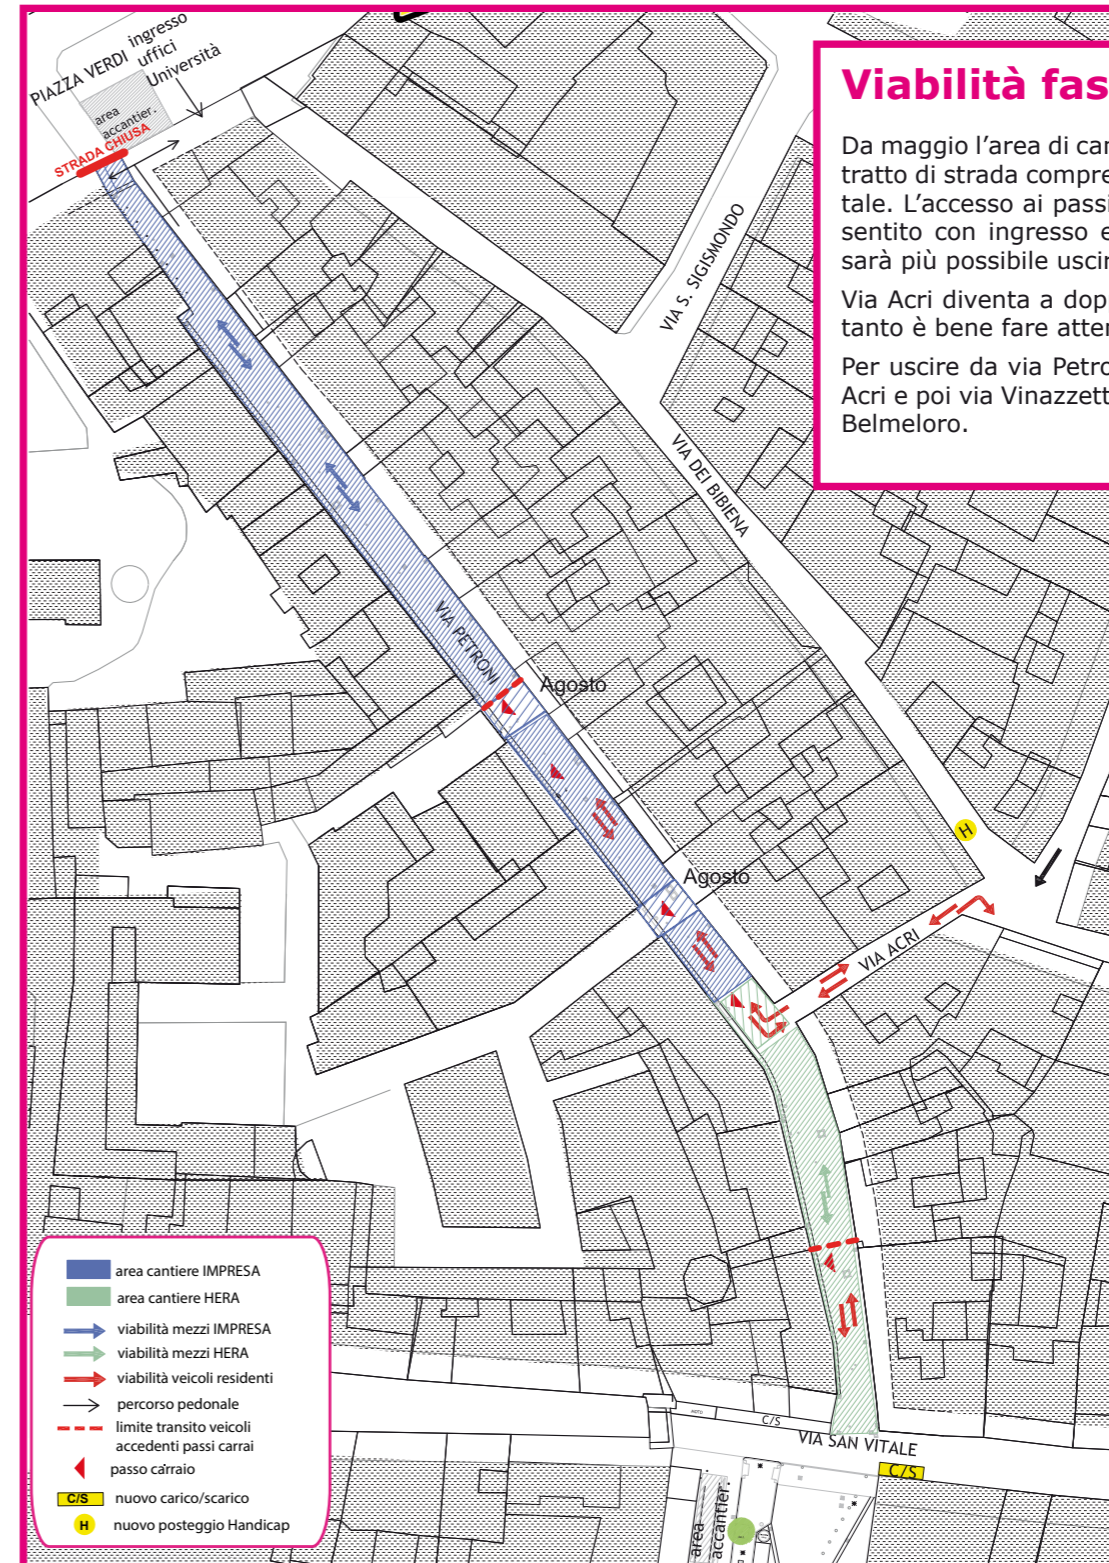 PIAZZA VERDI
ingresso
uffici
Università
area
accantier.
STRADA CHIUSA
Viabilità fas
Da maggio l'area di can
tratto di strada compre
tale. L'accesso ai passi
sentito con ingresso e
sarà più possibile uscir
Via Acri diventa a dop
tanto è bene fare atten
Per uscire da via Petro
Acri e poi via Vinazzett
Belmeloro.
VIA S. SIGISMONDO
VIA DEI BIBIENA
VIA PETRONI
Agosto
Agosto
H
VIA ACRI
area cantiere IMPRESA
area cantiere HERA
viabilità mezzi IMPRESA
viabilità mezzi HERA
viabilità veicoli residenti
percorso pedonale
limite transito veicoli
accedenti passi carrai
passo carraio
C/S nuovo carico/scarico
H nuovo posteggio Handicap
C/S
VIA SAN VITALE
C/S
area
accantier.